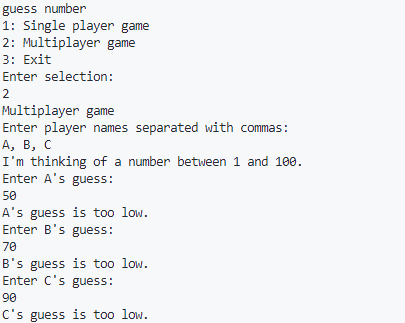 guess number
1: Single player game
2: Multiplayer game
3: Exit
Enter selection:
2
Multiplayer game
Enter player names separated with commas:
A, B, C
I'm thinking of a number between 1 and 100.
Enter A's guess:
50
A's guess is too low.
Enter B's guess:
70
B's guess is too low.
Enter C's guess:
90
C's guess is too low.